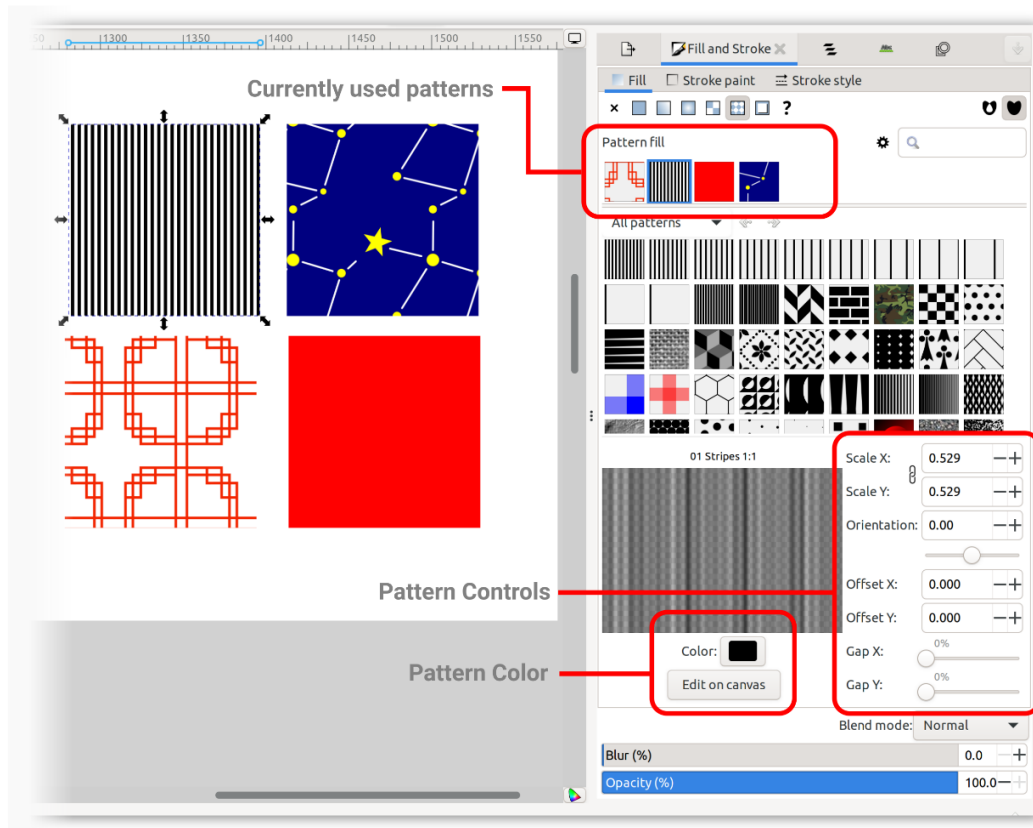 50 1300 1350 1400 1450 1500 1550
Fill and Stroke
Abc
Fill Stroke paint Stroke style
?
Currently used patterns
Pattern fill
All patterns
01 Stripes 1:1
Scale X: 0.529
Scale Y: 0.529
Orientation: 0.00
Offset X: 0.000
Pattern Controls
Offset Y: 0.000
Color:
Gap X: 0%
Pattern Color
Edit on canvas
Gap Y: 0%
Blend mode: Normal
Blur (%) 0.0
Opacity (%) 100.0